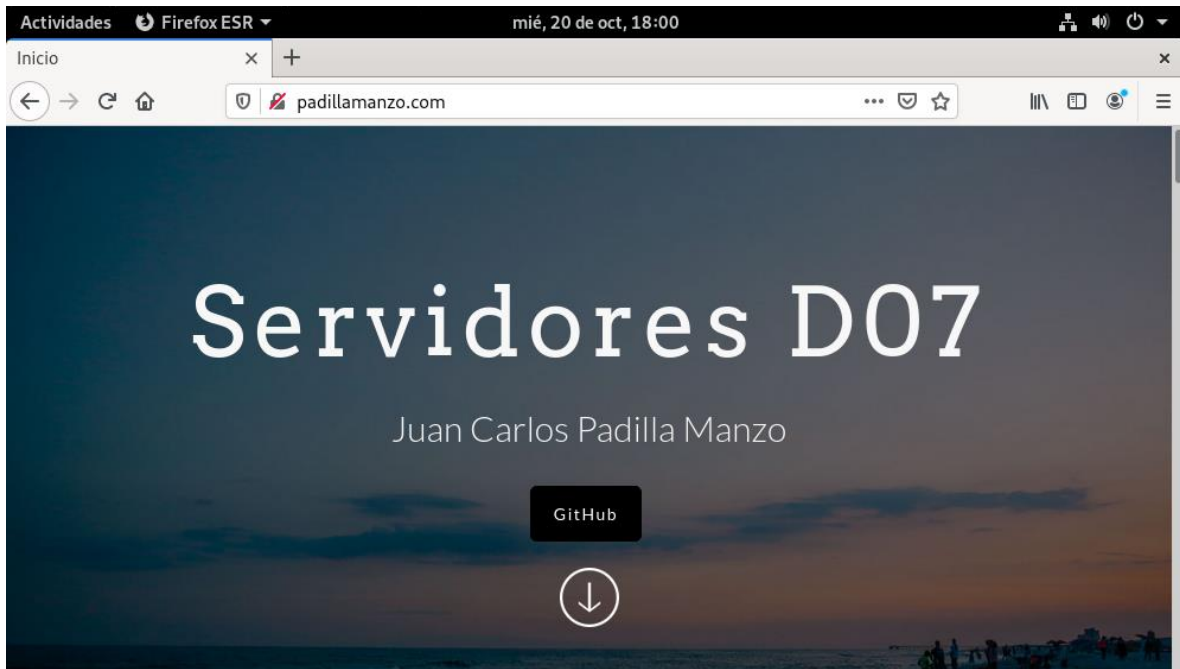 Actividades Firefox ESR mié, 20 de oct, 18:00
Inicio
padillamanzo.com
Servidores D07
Juan Carlos Padilla Manzo
GitHub